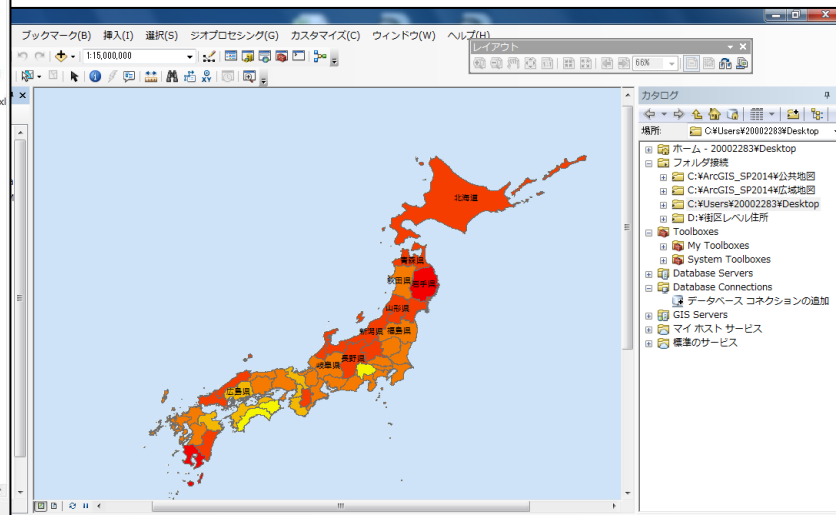 ブックマーク(B) 挿入(I) 選択(S) ジオプロセシング(G) カスタマイズ(C) ウィンドウ(W) ヘルプ(H)
レイアウト
1:15,000,000
66%
カタログ
場所: C:¥Users¥20002283¥Desktop
ホーム - 20002283¥Desktop
フォルダ接続
C:¥ArcGIS_SP2014¥公共地図
C:¥ArcGIS_SP2014¥広域地図
C:¥Users¥20002283¥Desktop
D:¥街区レベル住所
Toolboxes
My Toolboxes
System Toolboxes
Database Servers
Database Connections
データベース コネクションの追加
GIS Servers
マイ ホスト サービス
標準のサービス
北海道
青森県
秋田県 岩手県
山形県
新潟県 福島県
岐阜県 長野県
広島県